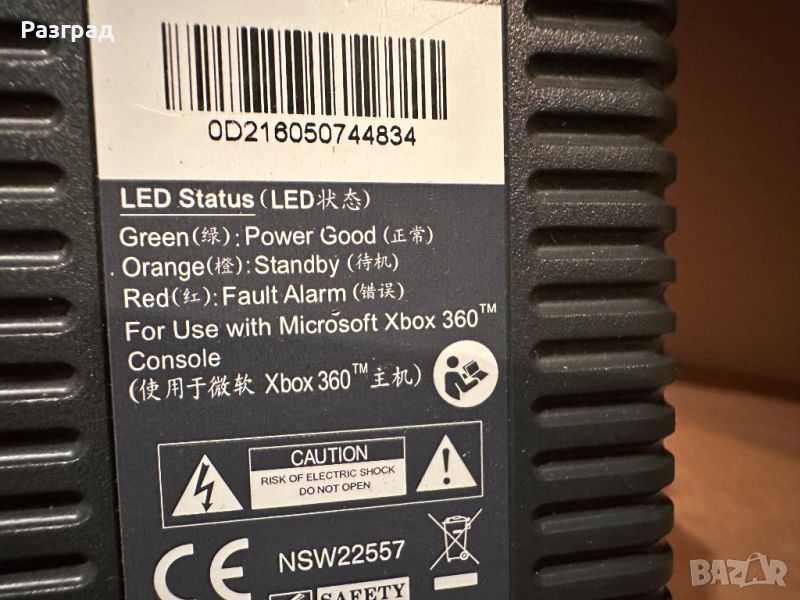 Разград
0D216050744834
LED Status (LED状态)
Green(绿): Power Good (正常)
Orange(橙): Standby (待机)
Red(红): Fault Alarm (错误)
For Use with Microsoft Xbox 360™
Console
(使用于微软 Xbox 360™主机)
CAUTION
RISK OF ELECTRIC SHOCK
DO NOT OPEN
CE
NSW22557
SAFETY
BAZAR